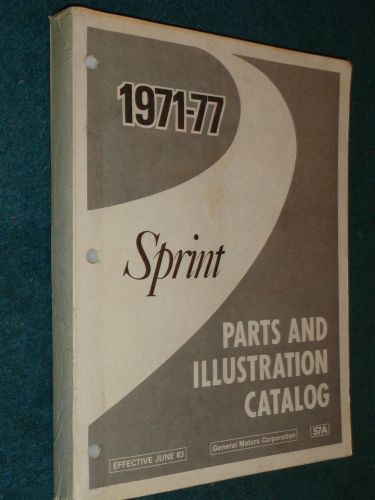 1971-77
Sprint
PARTS AND
ILLUSTRATION
CATALOG
EFFECTIVE JUNE 83
General Motors Corporation
57A